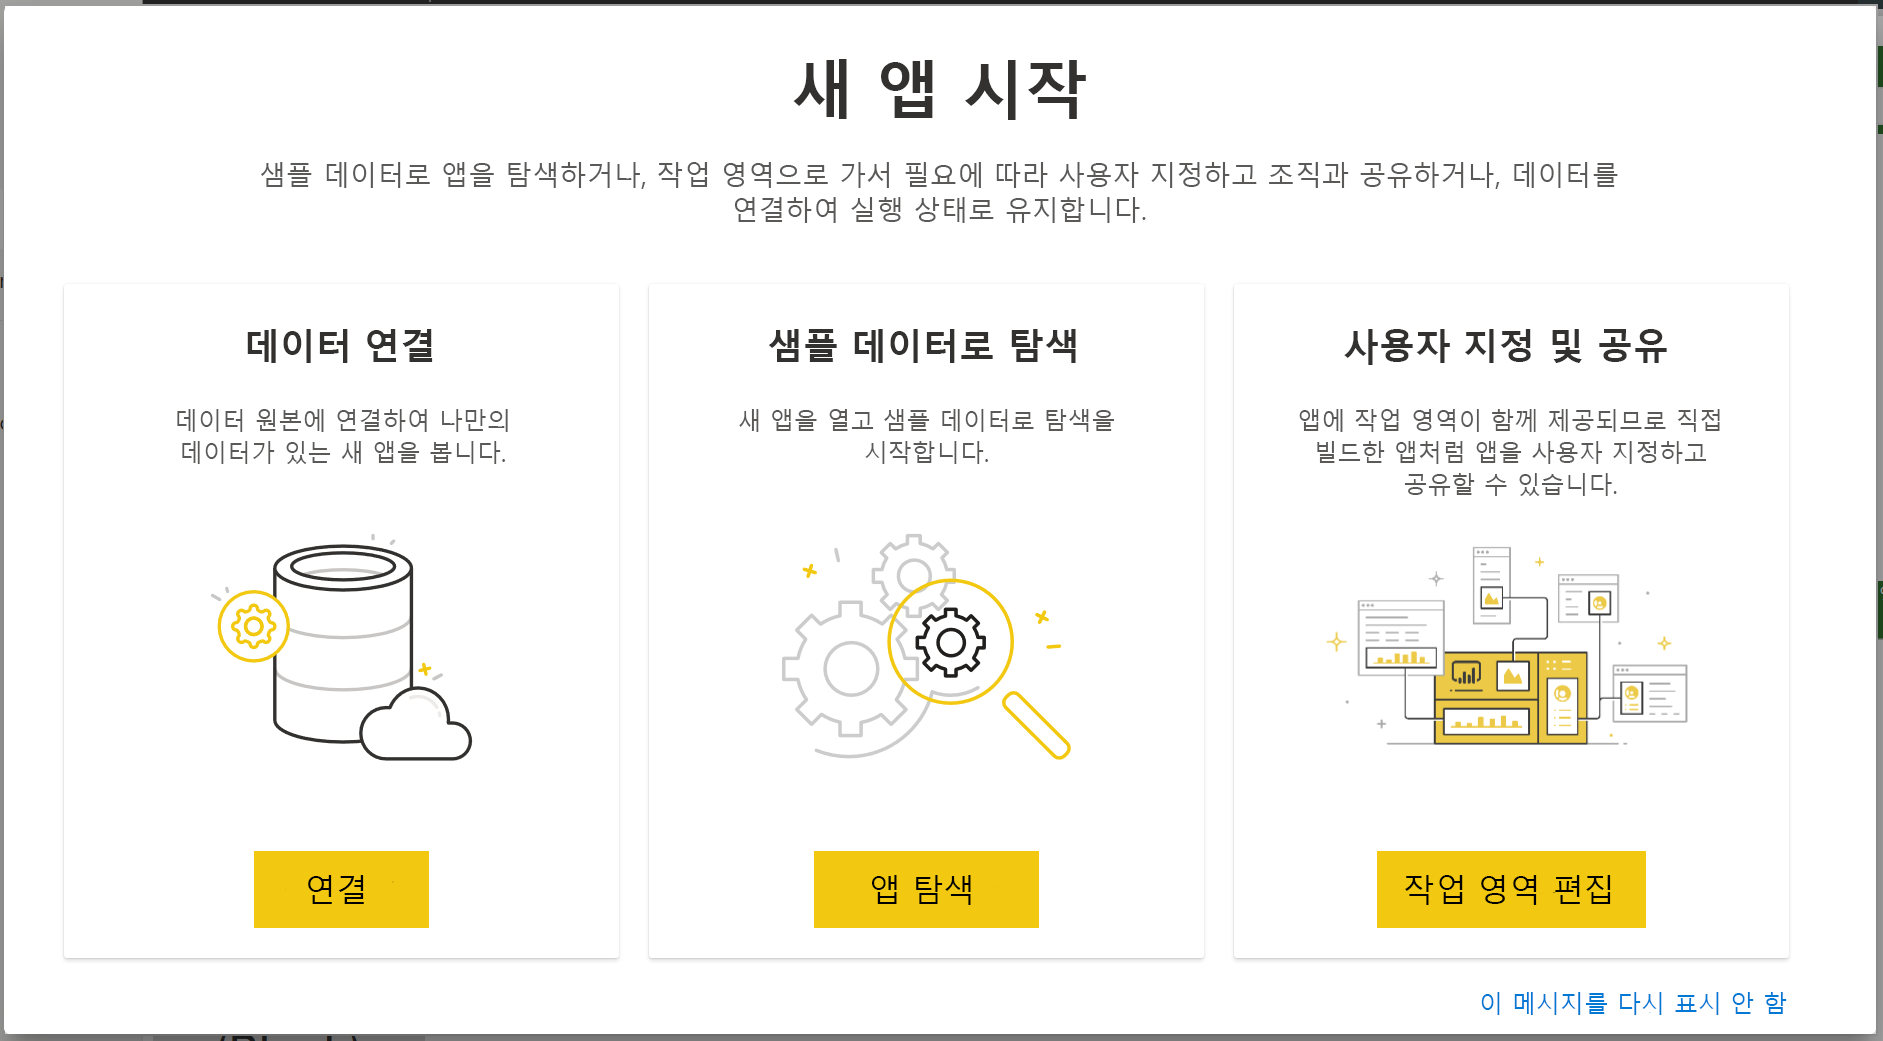 새 앱 시작
샘플 데이터로 앱을 탐색하거나, 작업 영역으로 가서 필요에 따라 사용자 지정하고 조직과 공유하거나, 데이터를
연결하여 실행 상태로 유지합니다.
데이터 연결
데이터 원본에 연결하여 나만의
데이터가 있는 새 앱을 봅니다.
연결
샘플 데이터로 탐색
새 앱을 열고 샘플 데이터로 탐색을
시작합니다.
앱 탐색
사용자 지정 및 공유
앱에 작업 영역이 함께 제공되므로 직접
빌드한 앱처럼 앱을 사용자 지정하고
공유할 수 있습니다.
작업 영역 편집
이 메시지를 다시 표시 안 함